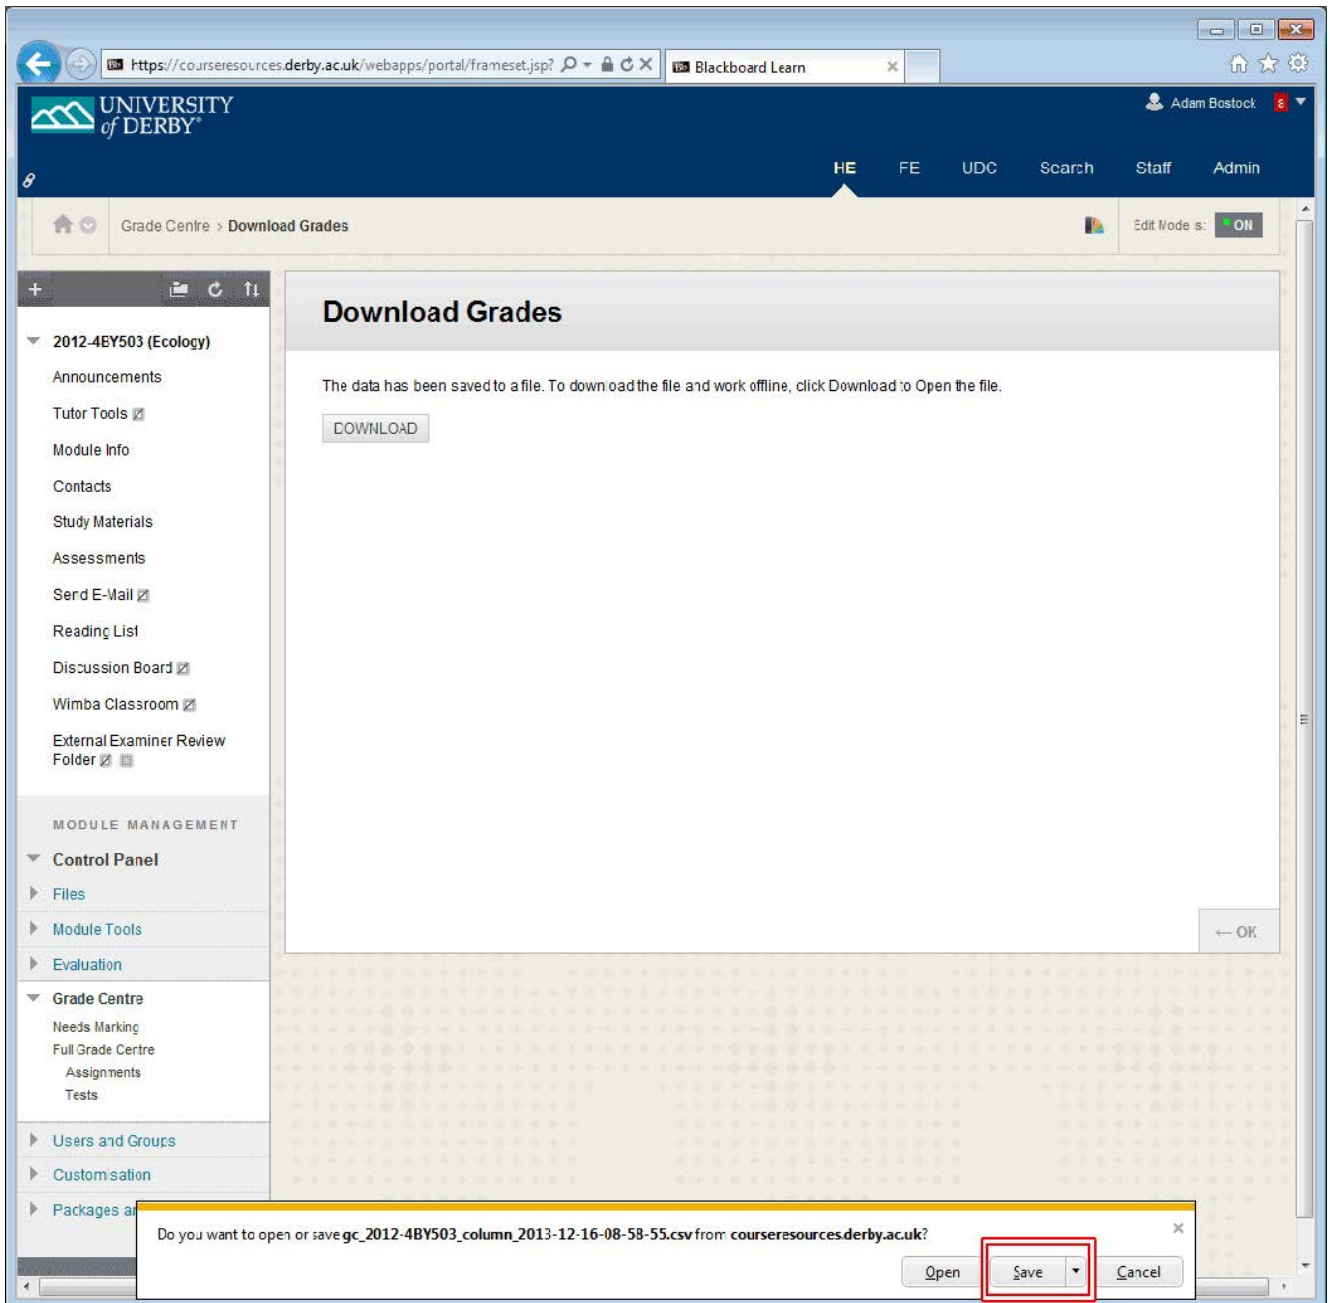 https://courseresources.derby.ac.uk/webapps/portal/frameset.jsp?
Blackboard Learn
UNIVERSITY
of DERBY®
Adam Bostock 8
HE FE UDC Search Staff Admin
Grade Centre > Download Grades
Edit Mode is: ON
2012-4BY503 (Ecology)
Announcements
Tutor Tools
Module Info
Contacts
Study Materials
Assessments
Send E-Mail
Reading List
Discussion Board
Wimba Classroom
External Examiner Review
Folder
MODULE MANAGEMENT
Control Panel
Files
Module Tools
Evaluation
Grade Centre
Needs Marking
Full Grade Centre
Assignments
Tests
Users and Groups
Customisation
Packages ar
Download Grades
The data has been saved to a file. To download the file and work offline, click Download to Open the file.
DOWNLOAD
← OK
Do you want to open or save gc_2012-4BY503_column_2013-12-16-08-58-55.csv from courseresources.derby.ac.uk?
Open Save Cancel